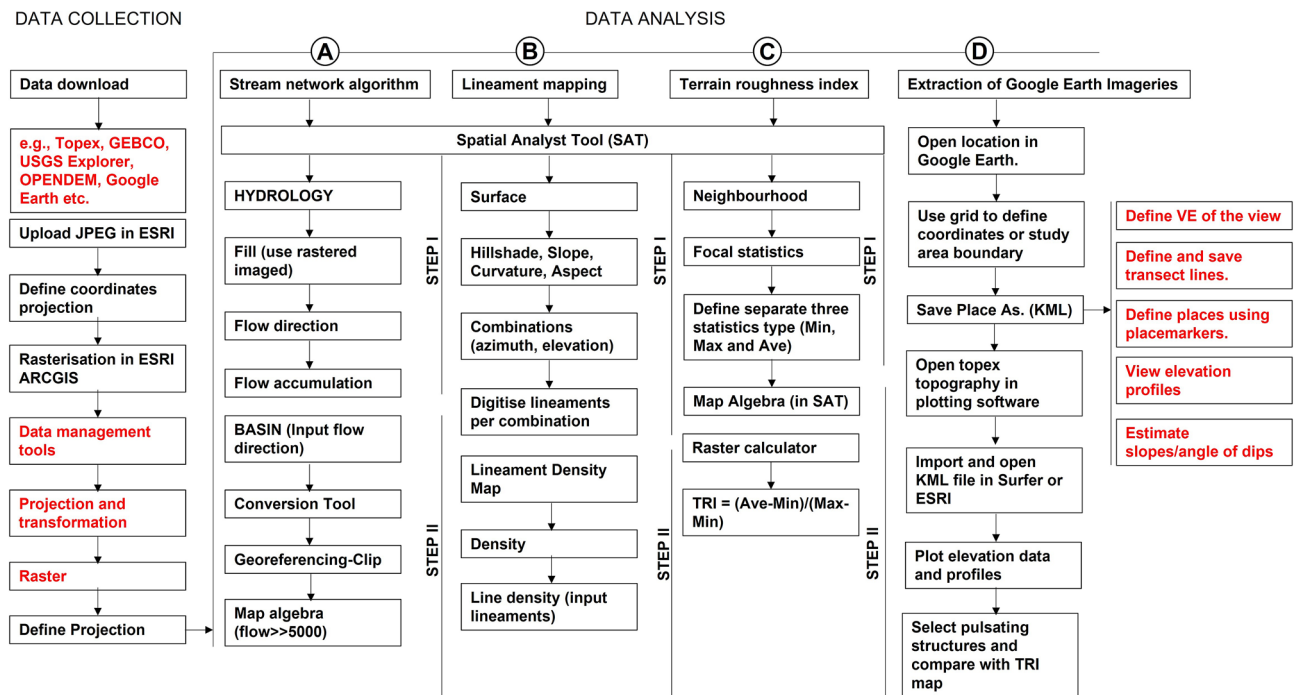 DATA COLLECTION
DATA ANALYSIS
A
B
C
D
Data download
e.g., Topex, GEBCO,
USGS Explorer,
OPENDEM, Google
Earth etc.
Upload JPEG in ESRI
Define coordinates
projection
Rasterisation in ESRI
ARCGIS
Data management
tools
Projection and
transformation
Raster
Define Projection
Stream network algorithm
Lineament mapping
Terrain roughness index
Extraction of Google Earth Imageries
Spatial Analyst Tool (SAT)
HYDROLOGY
Fill (use rastered
imaged)
Flow direction
Flow accumulation
BASIN (Input flow
direction)
Conversion Tool
Georeferencing-Clip
Map algebra
(flow>>5000)
STEP I
STEP II
Surface
Hillshade, Slope,
Curvature, Aspect
Combinations
(azimuth, elevation)
Digitise lineaments
per combination
Lineament Density
Map
Density
Line density (input
lineaments)
STEP I
STEP II
Neighbourhood
Focal statistics
Define separate three
statistics type (Min,
Max and Ave)
Map Algebra (in SAT)
Raster calculator
TRI = (Ave-Min)/(Max-
Min)
STEP I
STEP II
Open location in
Google Earth.
Use grid to define
coordinates or study
area boundary
Save Place As. (KML)
Open topex
topography in
plotting software
Import and open
KML file in Surfer or
ESRI
Plot elevation data
and profiles
Select pulsating
structures and
compare with TRI
map
Define VE of the view
Define and save
transect lines.
Define places using
placemarkers.
View elevation
profiles
Estimate
slopes/angle of dips